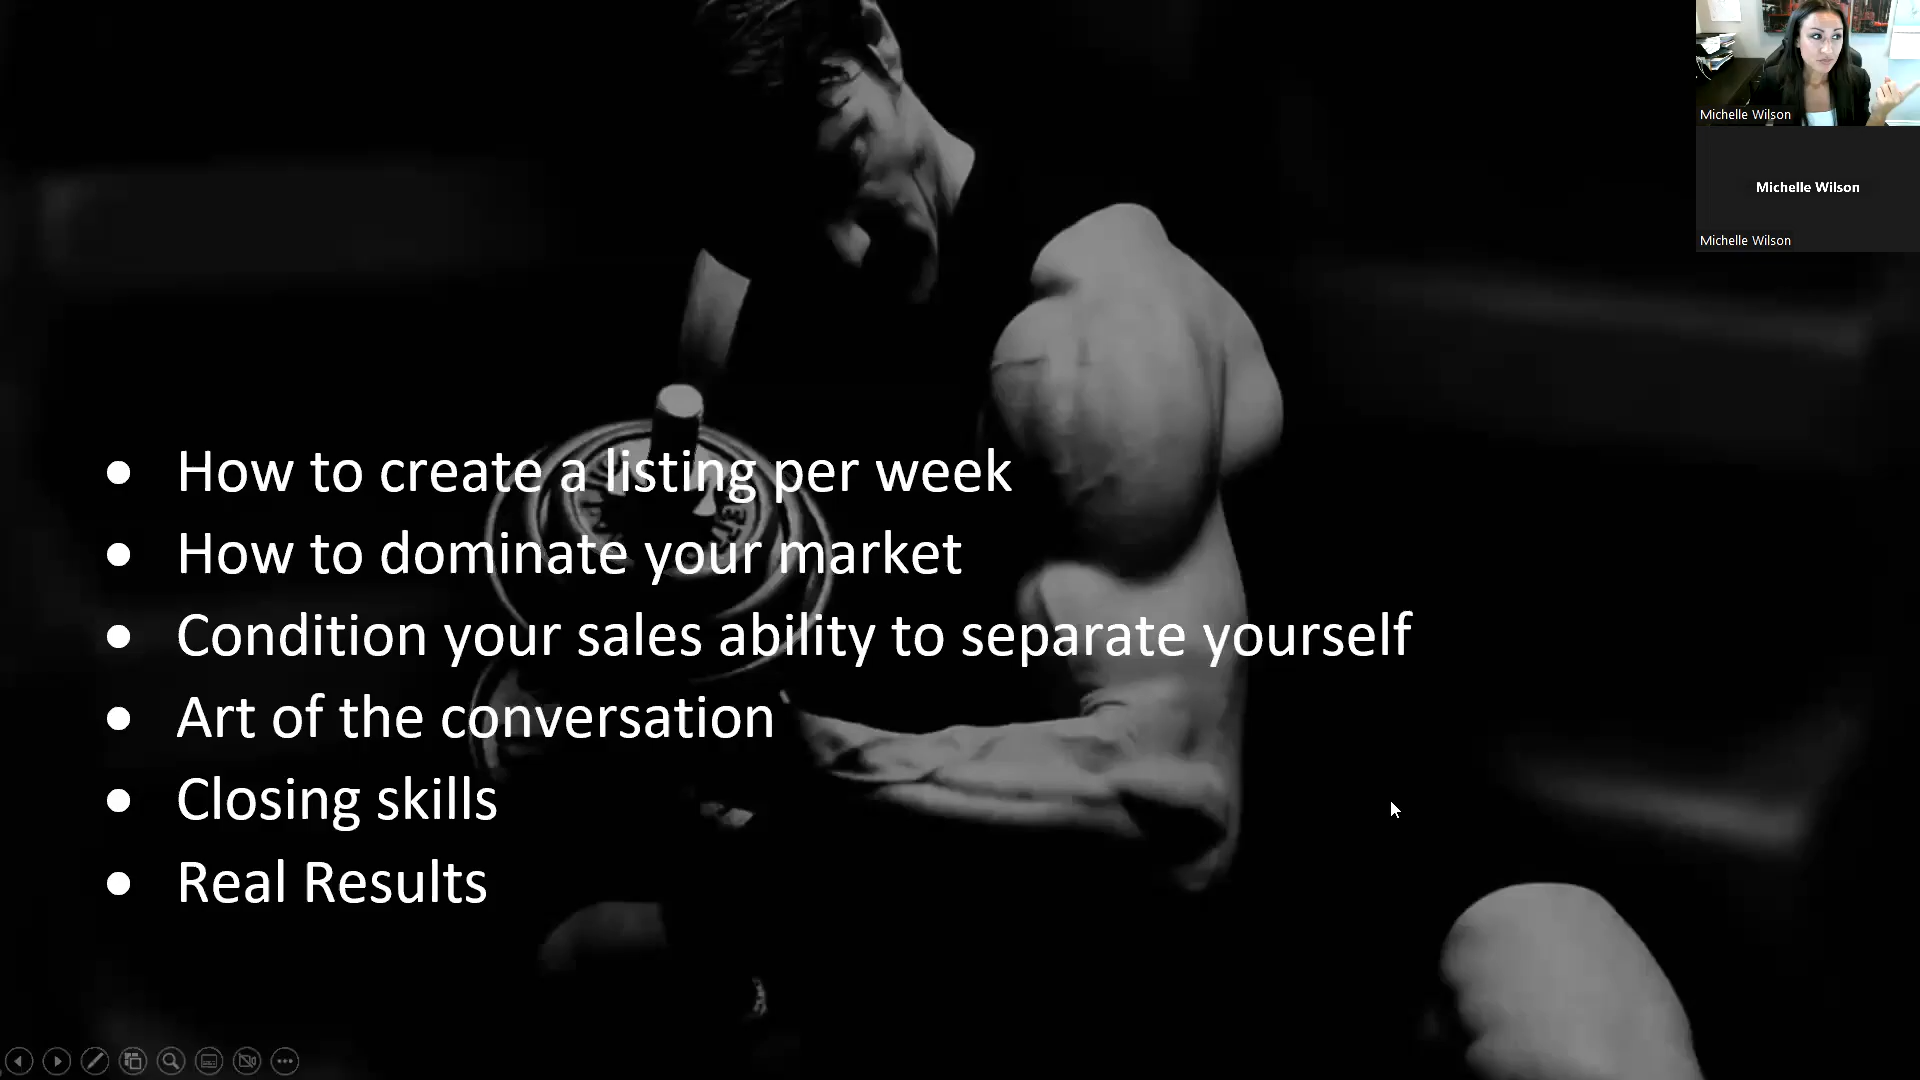 Michelle Wilson
Michelle Wilson
Michelle Wilson
• How to create a listing per week
• How to dominate your market
• Condition your sales ability to separate yourself
• Art of the conversation
• Closing skills
• Real Results